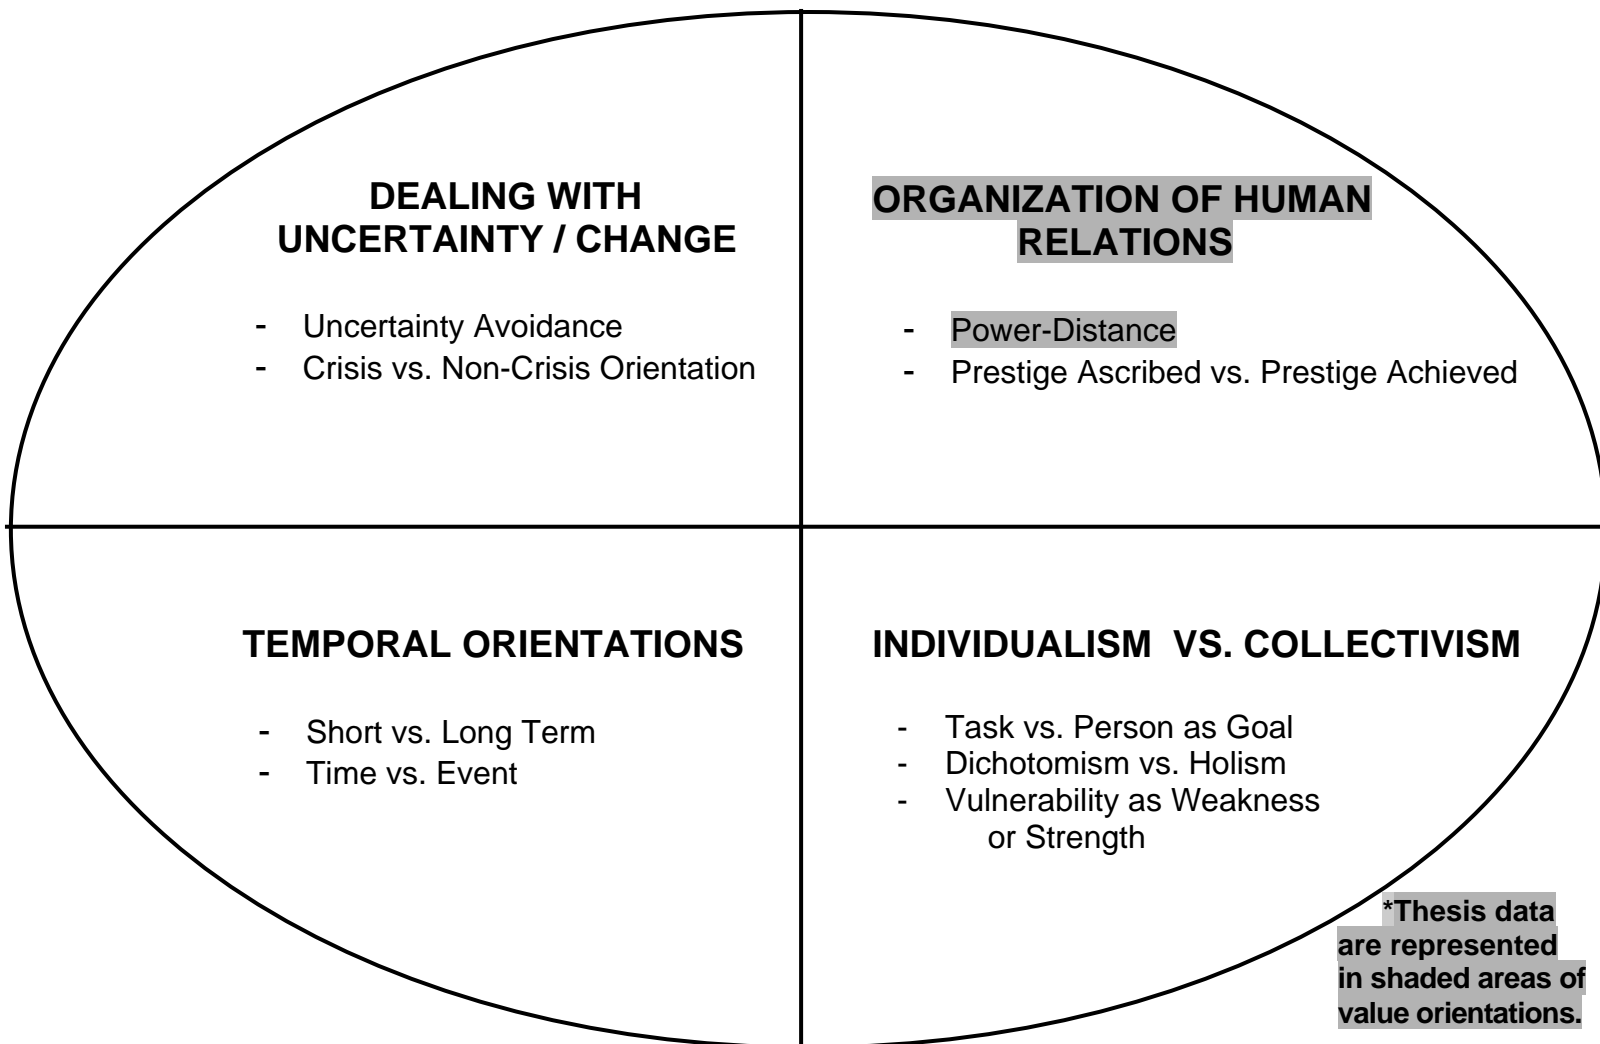 DEALING WITH
UNCERTAINTY / CHANGE
- Uncertainty Avoidance
- Crisis vs. Non-Crisis Orientation
ORGANIZATION OF HUMAN
RELATIONS
- Power-Distance
- Prestige Ascribed vs. Prestige Achieved
TEMPORAL ORIENTATIONS
- Short vs. Long Term
- Time vs. Event
INDIVIDUALISM VS. COLLECTIVISM
- Task vs. Person as Goal
- Dichotomism vs. Holism
- Vulnerability as Weakness
or Strength
*Thesis data
are represented
in shaded areas of
value orientations.